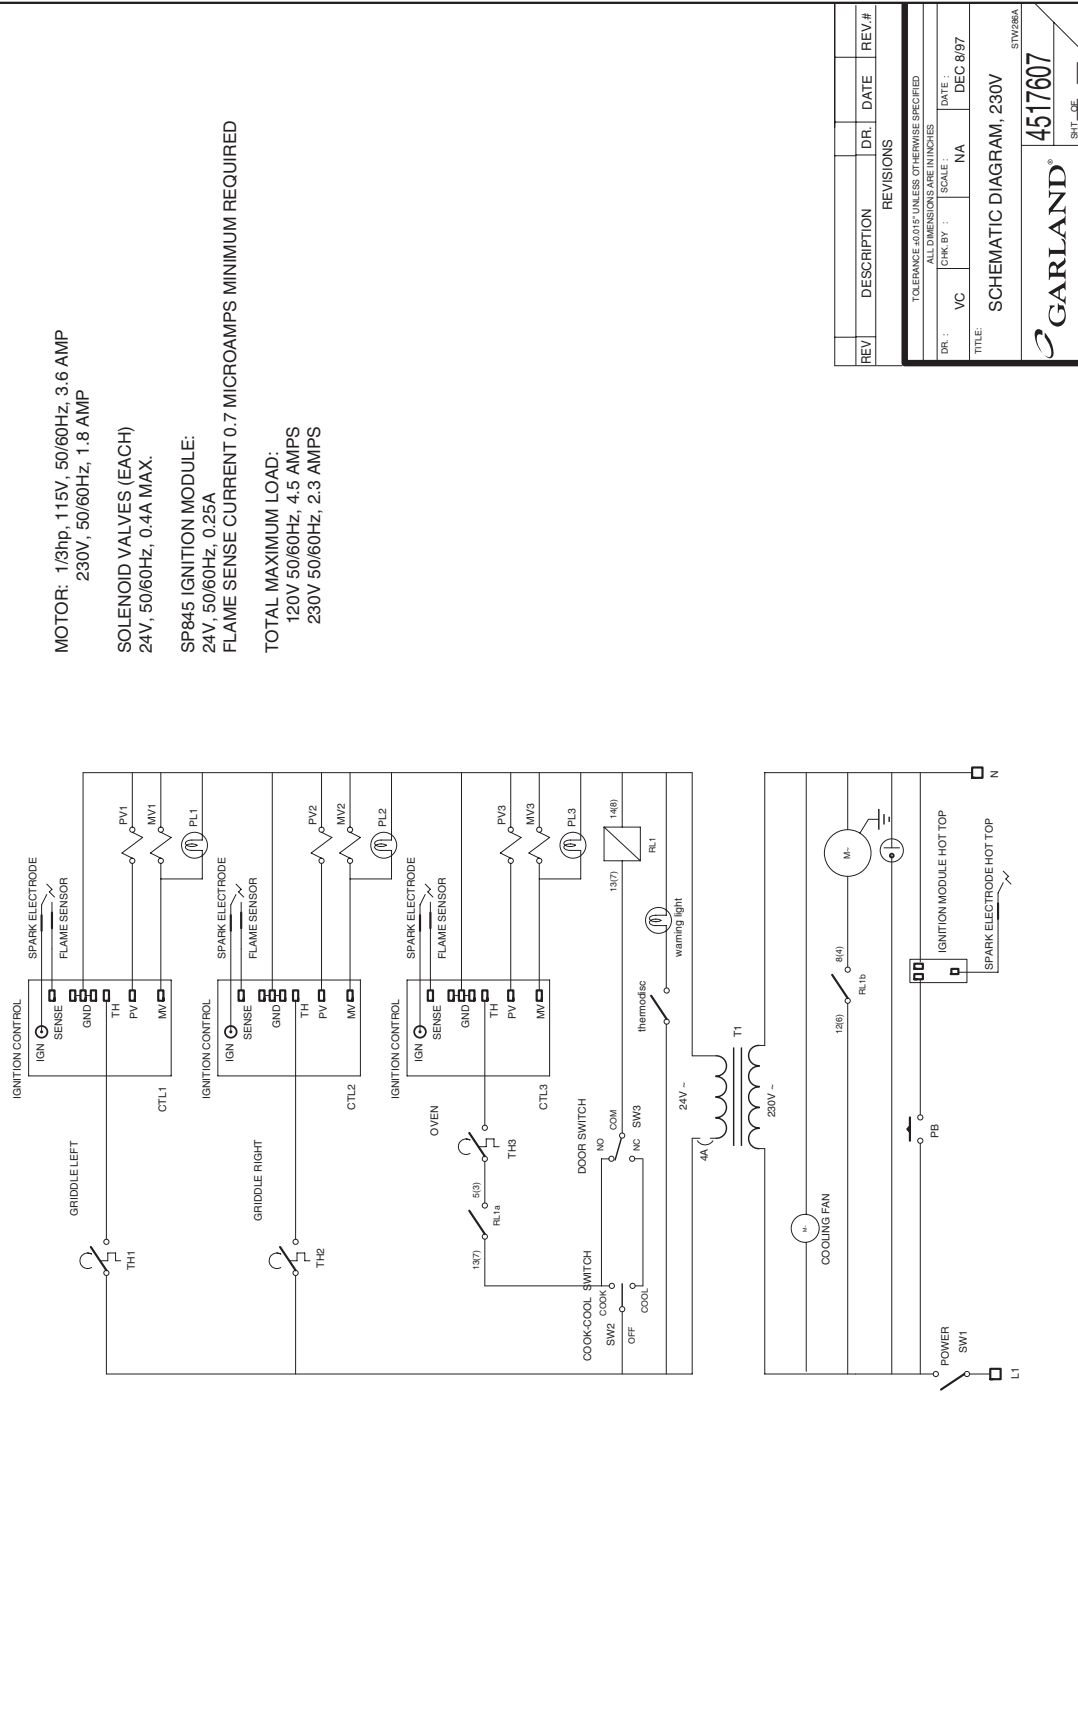 MOTOR: 1/3hp, 115V, 50/60Hz, 3.6 AMP
230V, 50/60Hz, 1.8 AMP
SOLENOID VALVES (EACH)
24V, 50/60Hz, 0.4A MAX.
SP845 IGNITION MODULE:
24V, 50/60Hz, 0.25A
FLAME SENSE CURRENT 0.7 MICROAMPS MINIMUM REQUIRED
TOTAL MAXIMUM LOAD:
120V 50/60Hz, 4.5 AMPS
230V 50/60Hz, 2.3 AMPS
IGNITION CONTROL
SPARK ELECTRODE
FLAME SENSOR
IGN
SENSE
GND
TH
PV
MV
CTL1
PV1
MV1
PL1
GRIDDLE LEFT
TH1
IGNITION CONTROL
SPARK ELECTRODE
FLAME SENSOR
IGN
SENSE
GND
TH
PV
MV
CTL2
PV2
MV2
PL2
GRIDDLE RIGHT
TH2
IGNITION CONTROL
SPARK ELECTRODE
FLAME SENSOR
IGN
SENSE
GND
TH
PV
MV
CTL3
PV3
MV3
PL3
OVEN
TH3
5(3)
RL1a
13(7)
COOK-COOL SWITCH
COOK
SW2
OFF
COOL
DOOR SWITCH
NO
COM
NC
SW3
13(7)
14(8)
RL1
thermodisc
warning light
24V ~
4A
T1
230V ~
COOLING FAN
M~
12(6)
8(4)
RL1b
M~
PB
IGNITION MODULE HOT TOP
SPARK ELECTRODE HOT TOP
POWER
SW1
L1
N
REV
DESCRIPTION
DR.
DATE
REV.#
REVISIONS
TOLERANCE ±0.015" UNLESS OTHERWISE SPECIFIED
ALL DIMENSIONS ARE IN INCHES
DR. :
VC
CHK. BY :
SCALE :
NA
DATE :
DEC 8/97
TITLE:
SCHEMATIC DIAGRAM, 230V
STW286A
GARLAND®
4517607
SHT OF